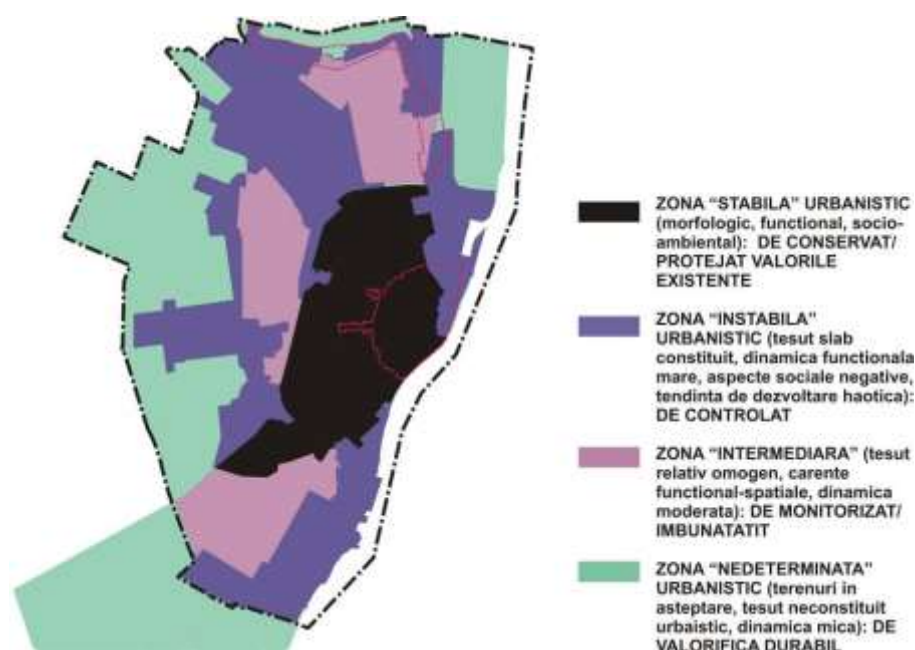 ZONA "STABILA" URBANISTIC
(morfologic, functional, socio-
ambiental): DE CONSERVAT/
PROTEJAT VALORILE
EXISTENTE
ZONA "INSTABILA"
URBANISTIC (tesut slab
constituit, dinamica functionala
mare, aspecte sociale negative,
tendinta de dezvoltare haotica):
DE CONTROLAT
ZONA "INTERMEDIARA" (tesut
relativ omogen, carente
functional-spatiale, dinamica
moderata): DE MONITORIZAT/
IMBUNATATIT
ZONA "NEDETERMINATA"
URBANISTIC (terenuri in
asteptare, tesut neconstituit
urbaistic, dinamica mica): DE
VALORIFICA DURABIL